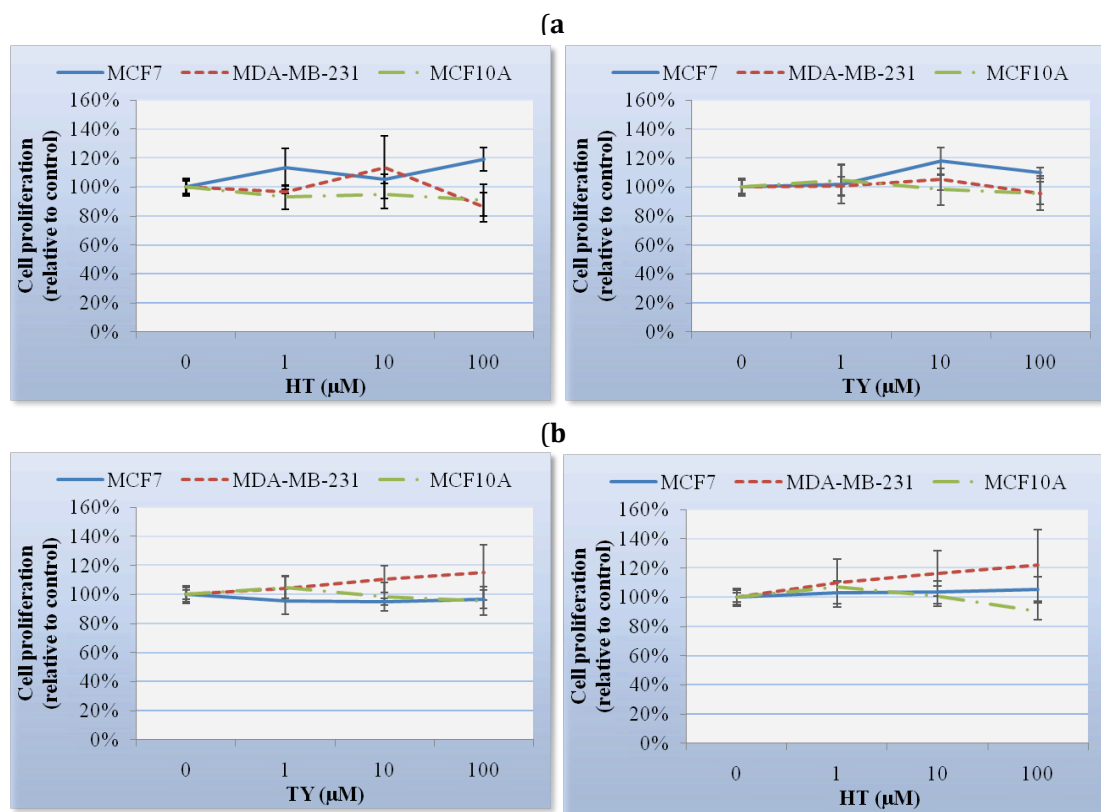 (a
MCF7 MDA-MB-231 MCF10A
160%
140%
120%
100%
80%
60%
40%
20%
0%
Cell proliferation
(relative to control)
0 1 10 100
HT (µM)
MCF7 MDA-MB-231 MCF10A
160%
140%
120%
100%
80%
60%
40%
20%
0%
Cell proliferation
(relative to control)
0 1 10 100
TY (µM)
(b
MCF7 MDA-MB-231 MCF10A
160%
140%
120%
100%
80%
60%
40%
20%
0%
Cell proliferation
(relative to control)
0 1 10 100
TY (µM)
MCF7 MDA-MB-231 MCF10A
160%
140%
120%
100%
80%
60%
40%
20%
0%
Cell proliferation
(relative to control)
0 1 10 100
HT (µM)